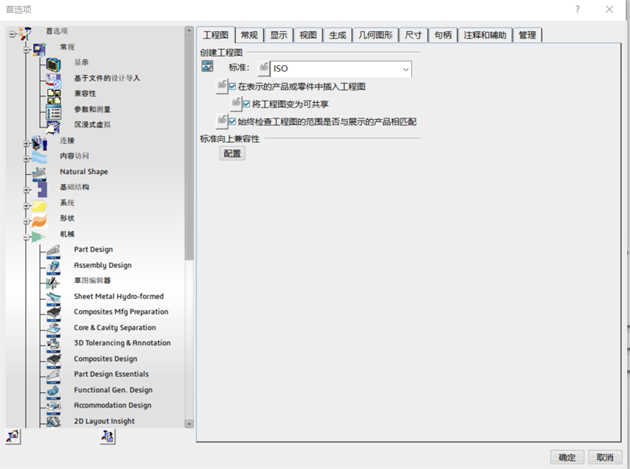 首选项
?
首选项
常规
显示
基于文件的设计导入
兼容性
参数和测量
沉浸式虚拟
连接
内容访问
Natural Shape
基础结构
系统
形状
机械
Part Design
Assembly Design
草图编辑器
Sheet Metal Hydro-formed
Composites Mfg Preparation
Core & Cavity Separation
3D Tolerancing & Annotation
Composites Design
Part Design Essentials
Functional Gen. Design
Accommodation Design
2D Layout Insight
工程图 常规 显示 视图 生成 几何图形 尺寸 句柄 注释和辅助 管理
创建工程图
标准: ISO
在表示的产品或零件中插入工程图
将工程图变为可共享
始终检查工程图的范围是否与展示的产品相匹配
标准向上兼容性
配置
确定 取消